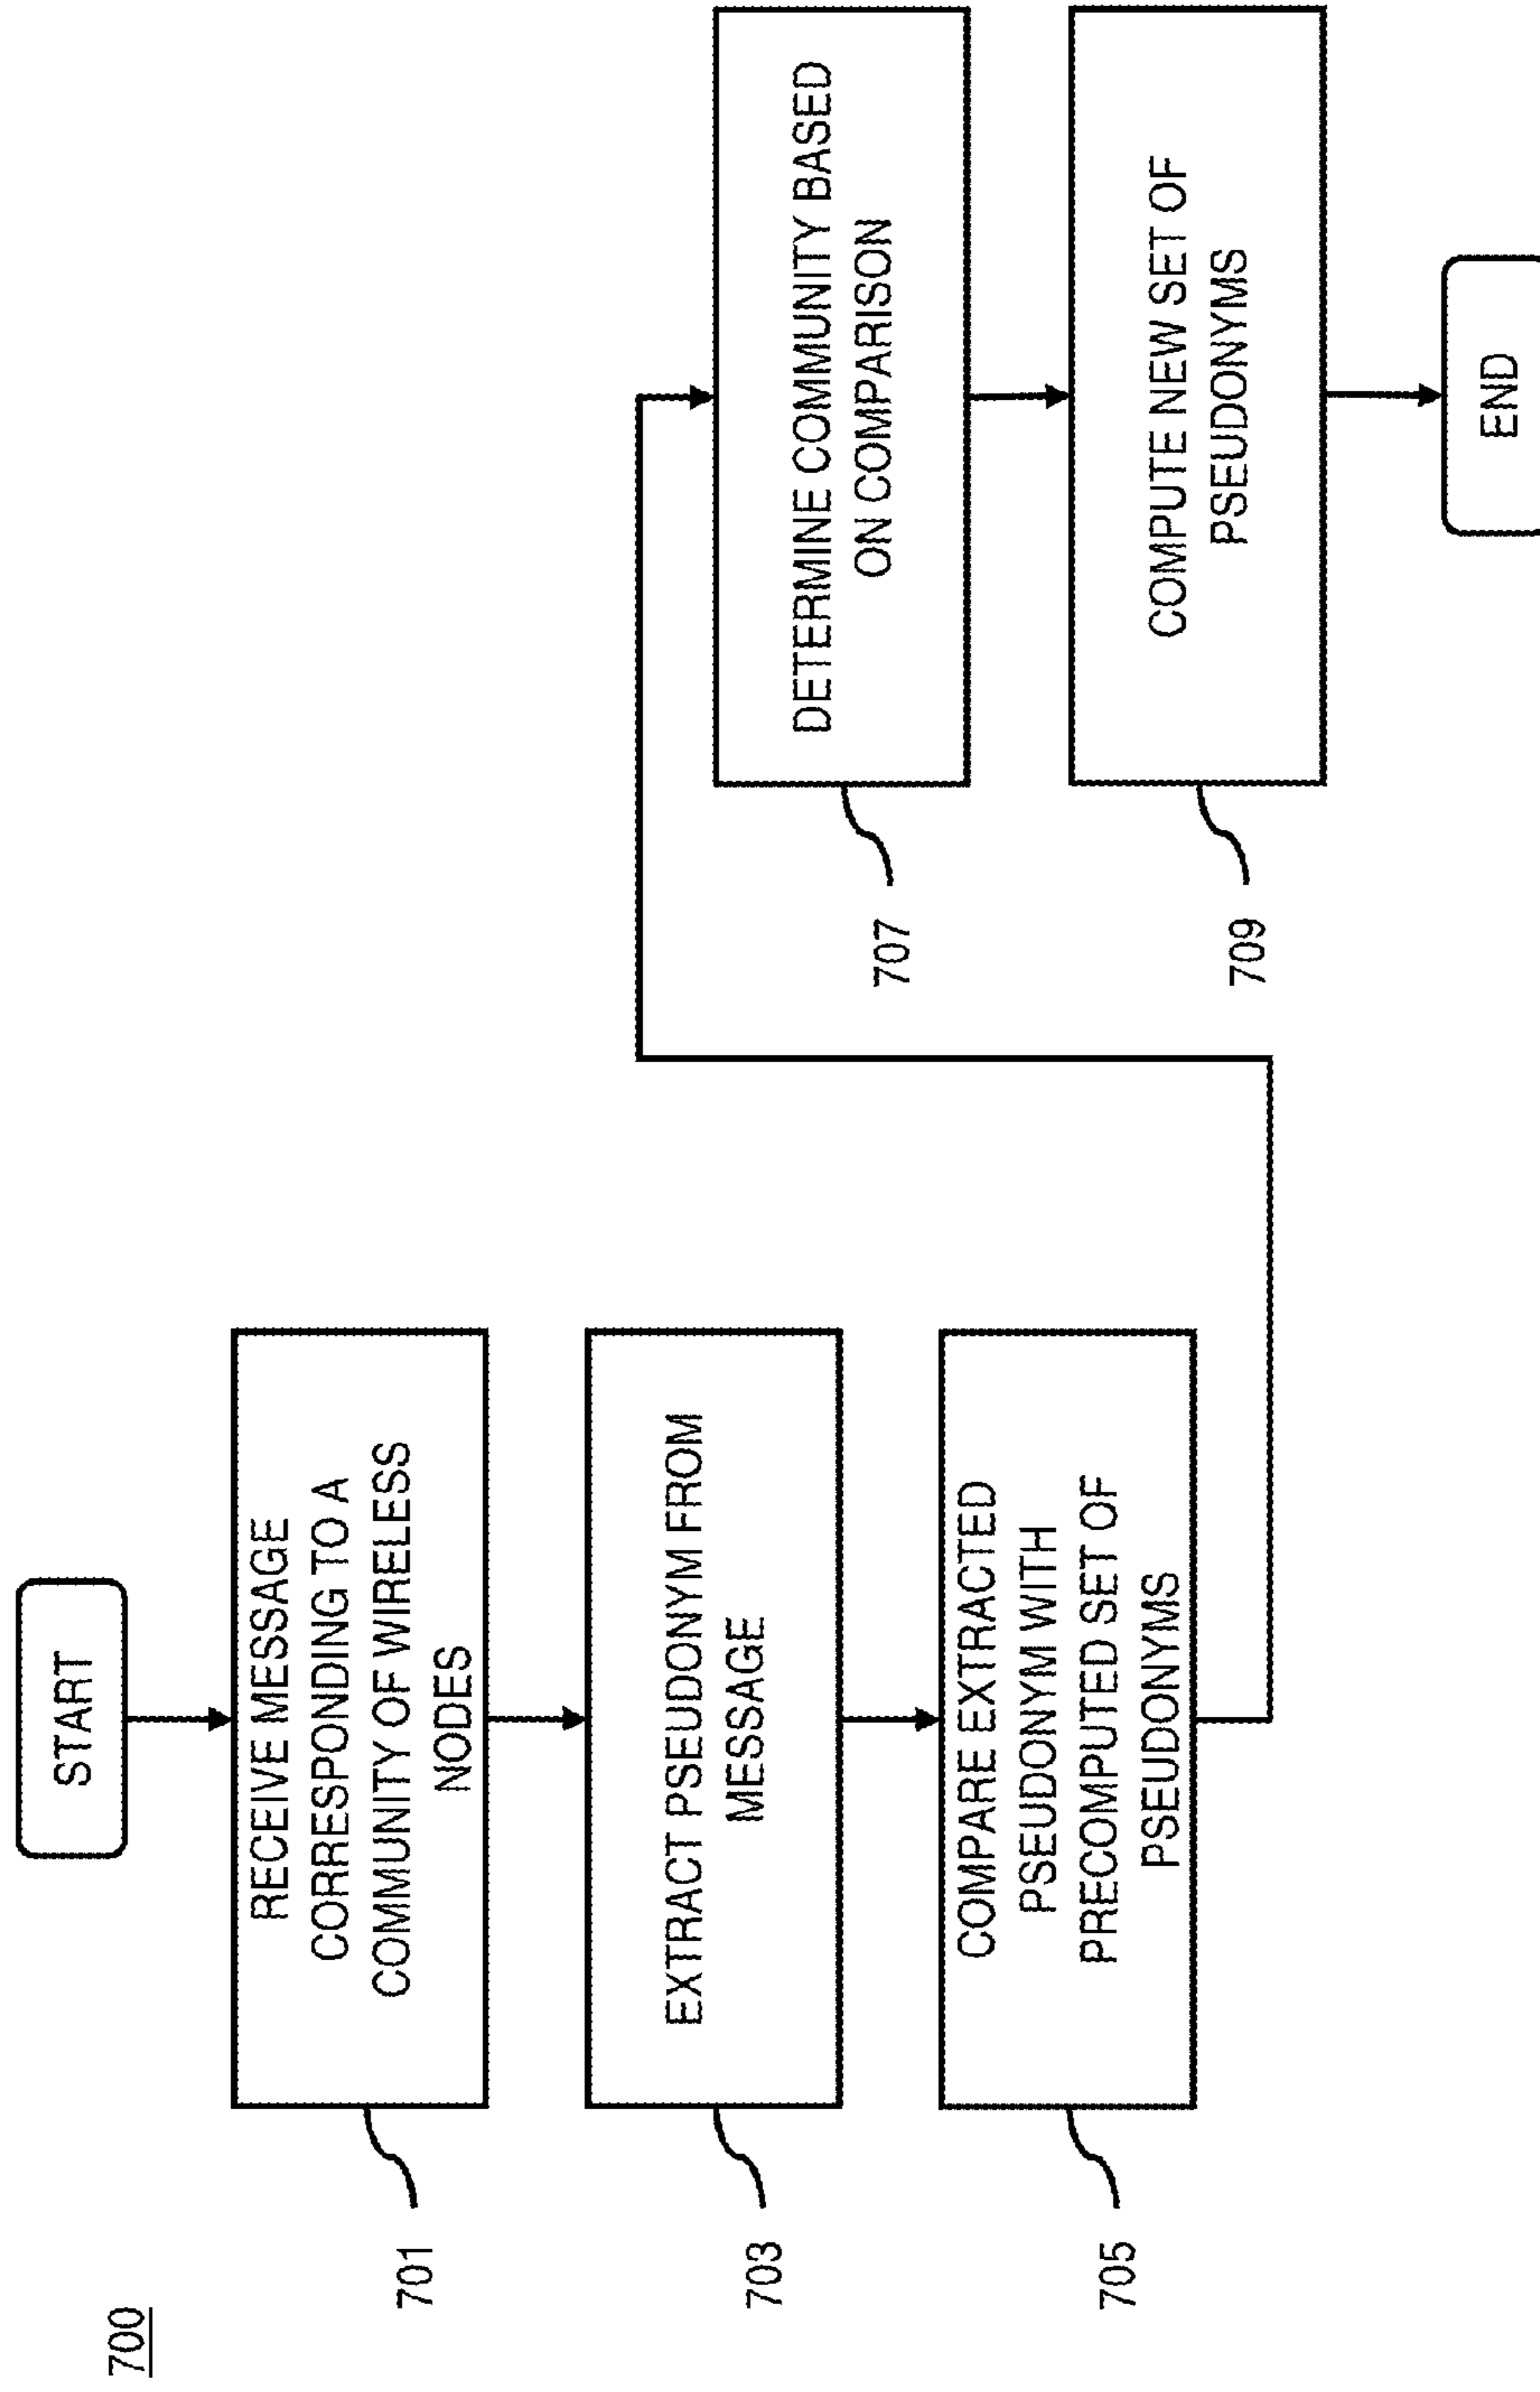 700
START
701
RECEIVE MESSAGE
CORRESPONDING TO A
COMMUNITY OF WIRELESS
NODES
703
EXTRACT PSEUDONYM FROM
MESSAGE
705
COMPARE EXTRACTED
PSEUDONYM WITH
PRECOMPUTED SET OF
PSEUDONYMS
707
DETERMINE COMMUNITY BASED
ON COMPARISON
709
COMPUTE NEW SET OF
PSEUDONYMS
END